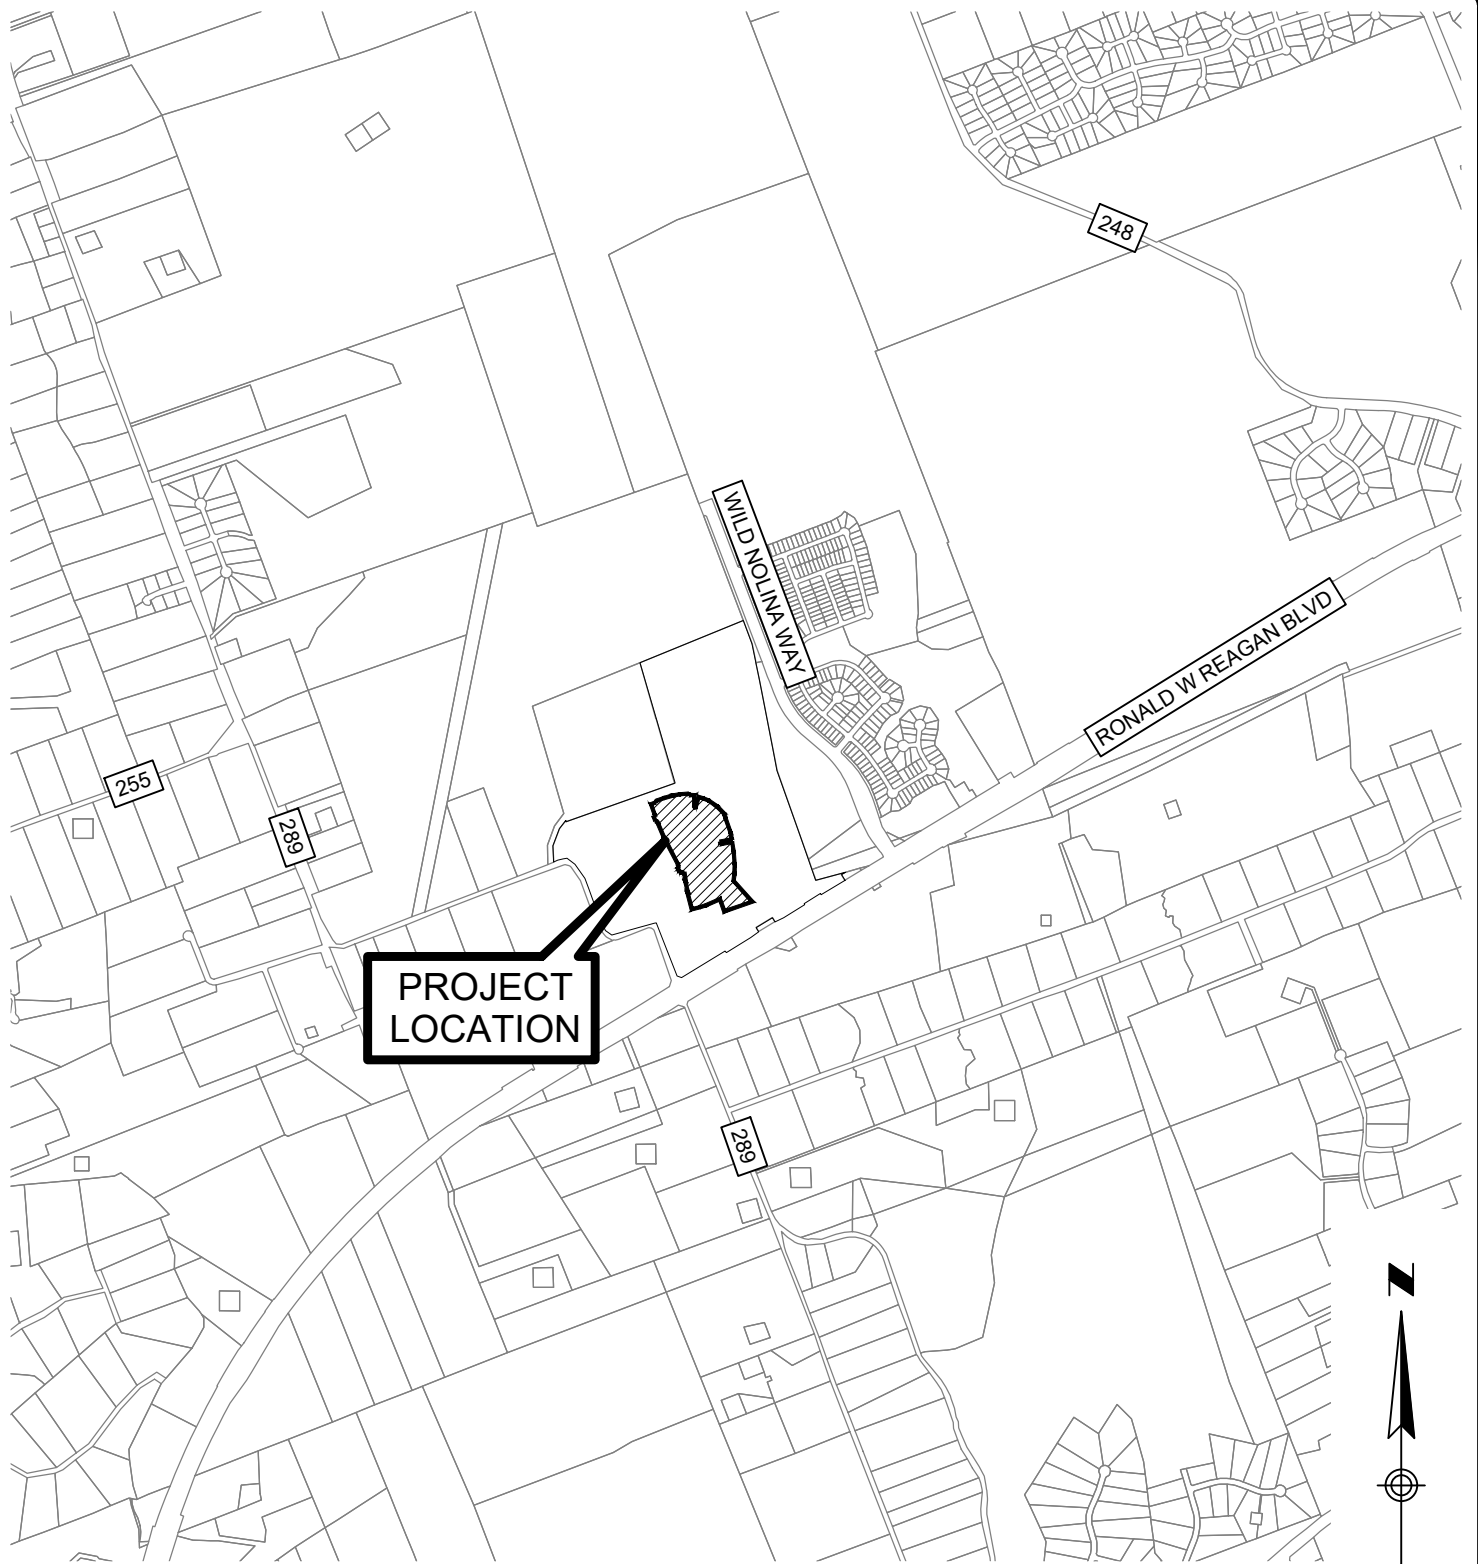 248
WILD NOLINA WAY
RONALD W REAGAN BLVD
255
289
PROJECT
LOCATION
289
N